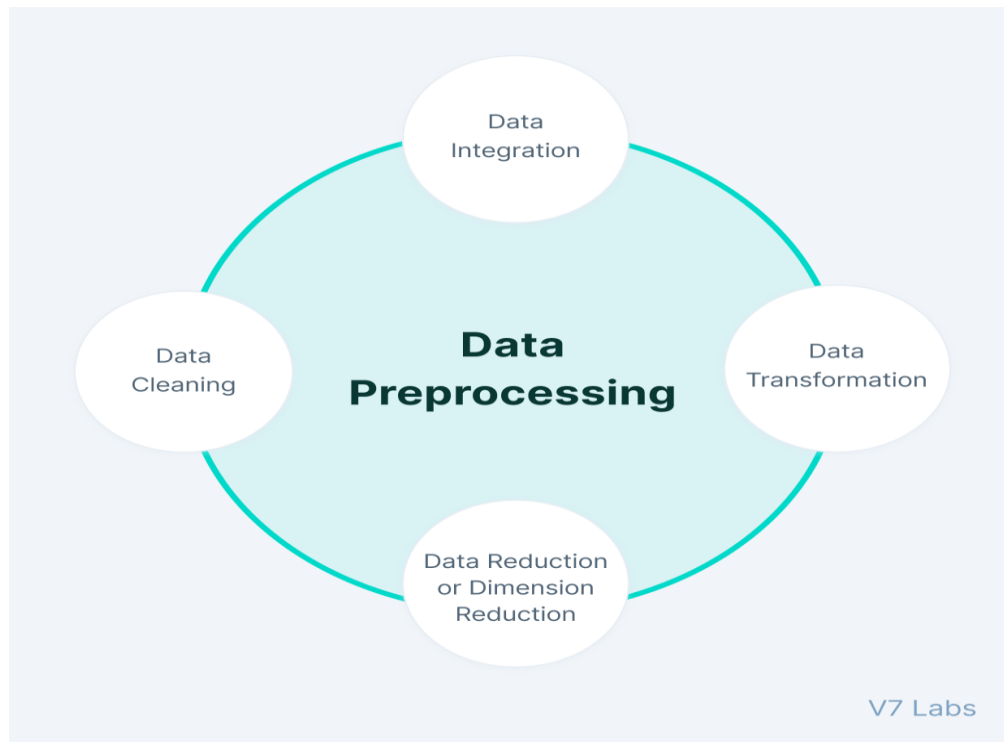 Data
Integration
Data
Cleaning
Data
Preprocessing
Data
Transformation
Data Reduction
or Dimension
Reduction
V7 Labs